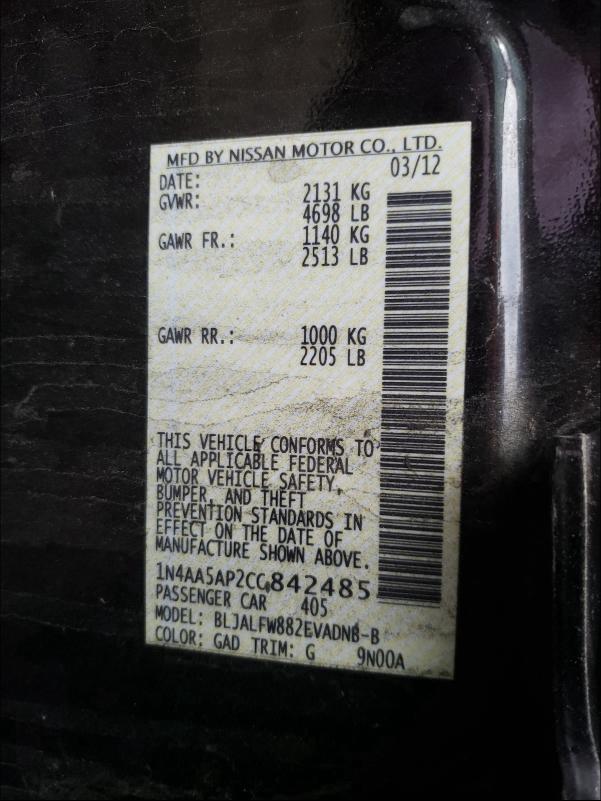 MFD BY NISSAN MOTOR CO., LTD.
DATE: 03/12
GVWR: 2131 KG
4698 LB
GAWR FR.: 1140 KG
2513 LB
GAWR RR.: 1000 KG
2205 LB
THIS VEHICLE CONFORMS TO
ALL APPLICABLE FEDERAL
MOTOR VEHICLE SAFETY,
BUMPER, AND THEFT
PREVENTION STANDARDS IN
EFFECT ON THE DATE OF
MANUFACTURE SHOWN ABOVE.
1N4AA5AP2CC842485
PASSENGER CAR 405
MODEL: BLJALFW882EVADNB-B
COLOR: GAD TRIM: G 9N00A